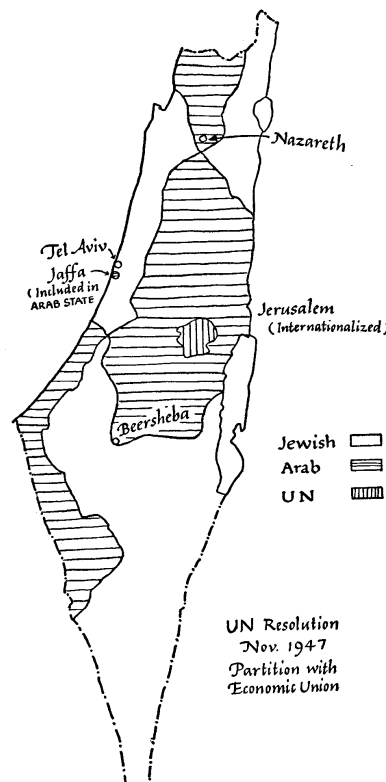 Nazareth
Tel Aviv
Jaffa
(Included in
ARAB STATE
Jerusalem
(Internationalized)
Beersheba
Jewish
Arab
UN
UN Resolution
Nov. 1947
Partition with
Economic Union